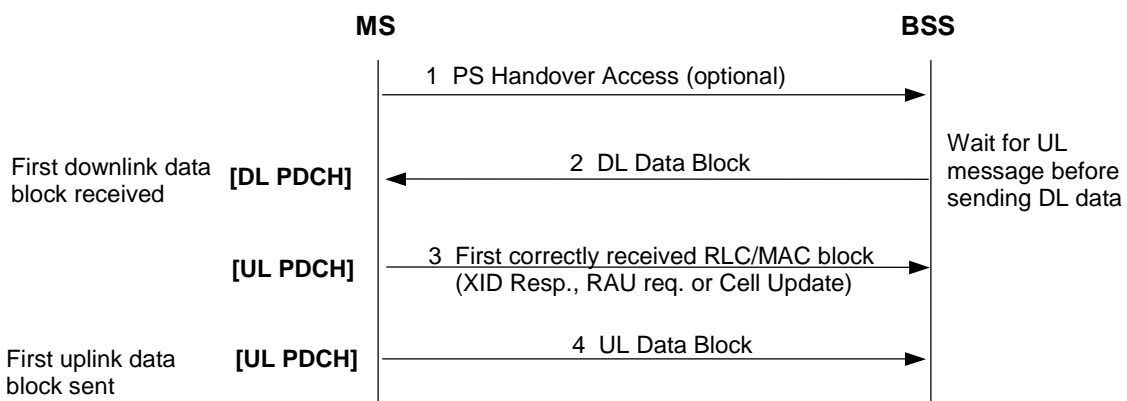 MS
BSS
1 PS Handover Access (optional)
Wait for UL
message before
sending DL data
First downlink data
block received
[DL PDCH]
2 DL Data Block
[UL PDCH]
3 First correctly received RLC/MAC block
(XID Resp., RAU req. or Cell Update)
First uplink data
block sent
[UL PDCH]
4 UL Data Block